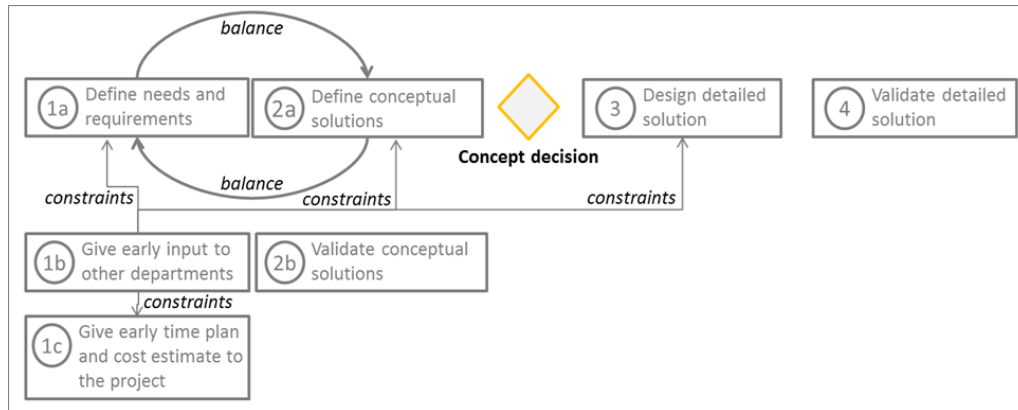 balance
1a
Define needs and
requirements
2a
Define conceptual
solutions
Concept decision
3
Design detailed
solution
4
Validate detailed
solution
balance
constraints
constraints
constraints
1b
Give early input to
other departments
2b
Validate conceptual
solutions
constraints
1c
Give early time plan
and cost estimate to
the project